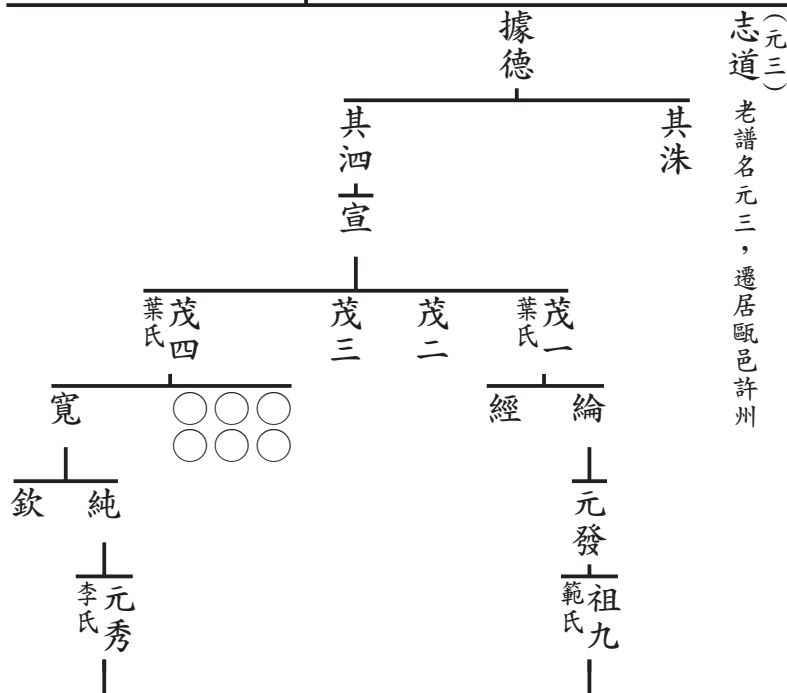 (元三)
志道
老譜名元三，遷居甌邑許州
據德
其洙
其泗
宣
茂一
葉氏
茂二
茂三
茂四
葉氏
綸
經
寬
元發
純
欽
祖九
範氏
元秀
李氏